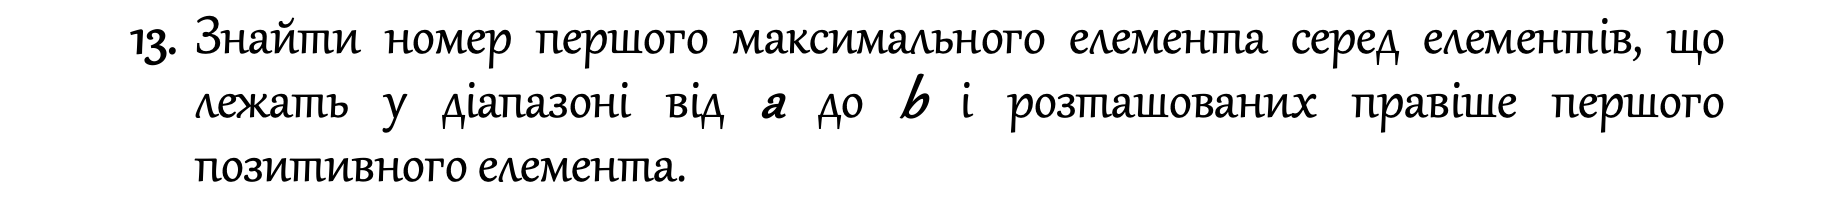 13. Знайти номер першого максимального елемента серед елементів, що
лежать у діапазоні від a до b і розташованих правіше першого
позитивного елемента.